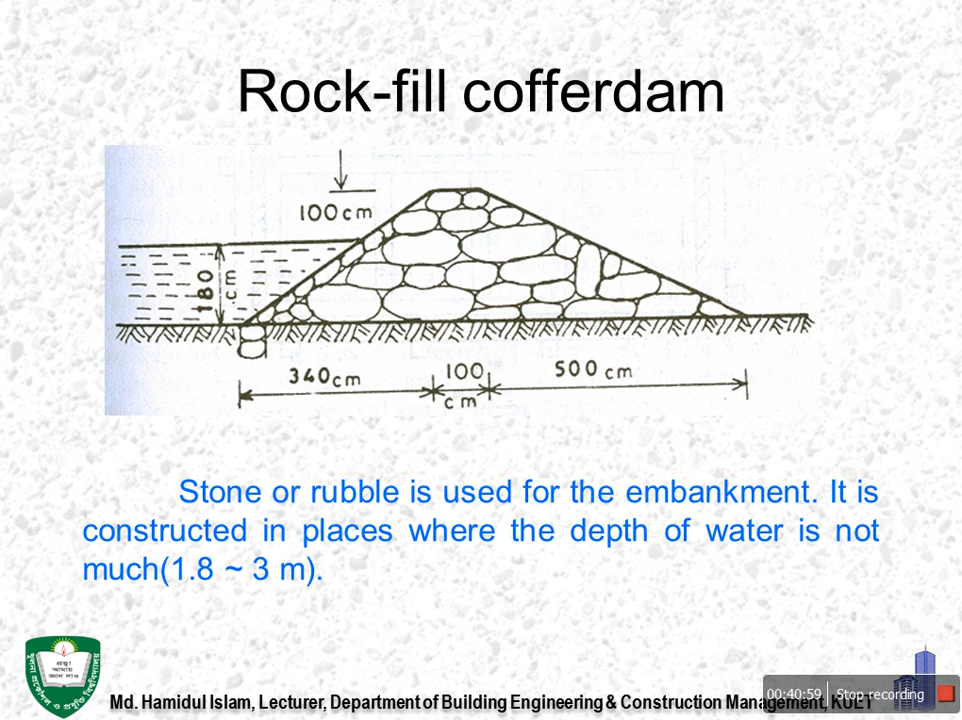 Rock-fill cofferdam
100cm
180 cm
340cm
100 cm
500 cm
Stone or rubble is used for the embankment. It is
constructed in places where the depth of water is not
much(1.8 ~ 3 m).
Md. Hamidul Islam, Lecturer, Department of Building Engineering & Construction Management, KUET
00:40:59 Stop recording